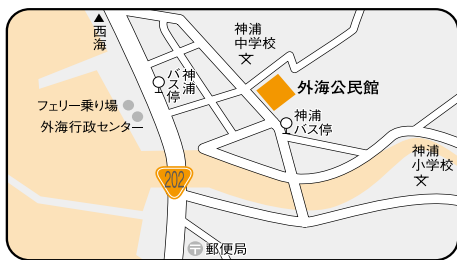 ▲
西海
神浦
中学校
神浦
バス停
外海公民館
フェリー乗り場
外海行政センター
神浦
バス停
神浦
小学校
202
〒郵便局